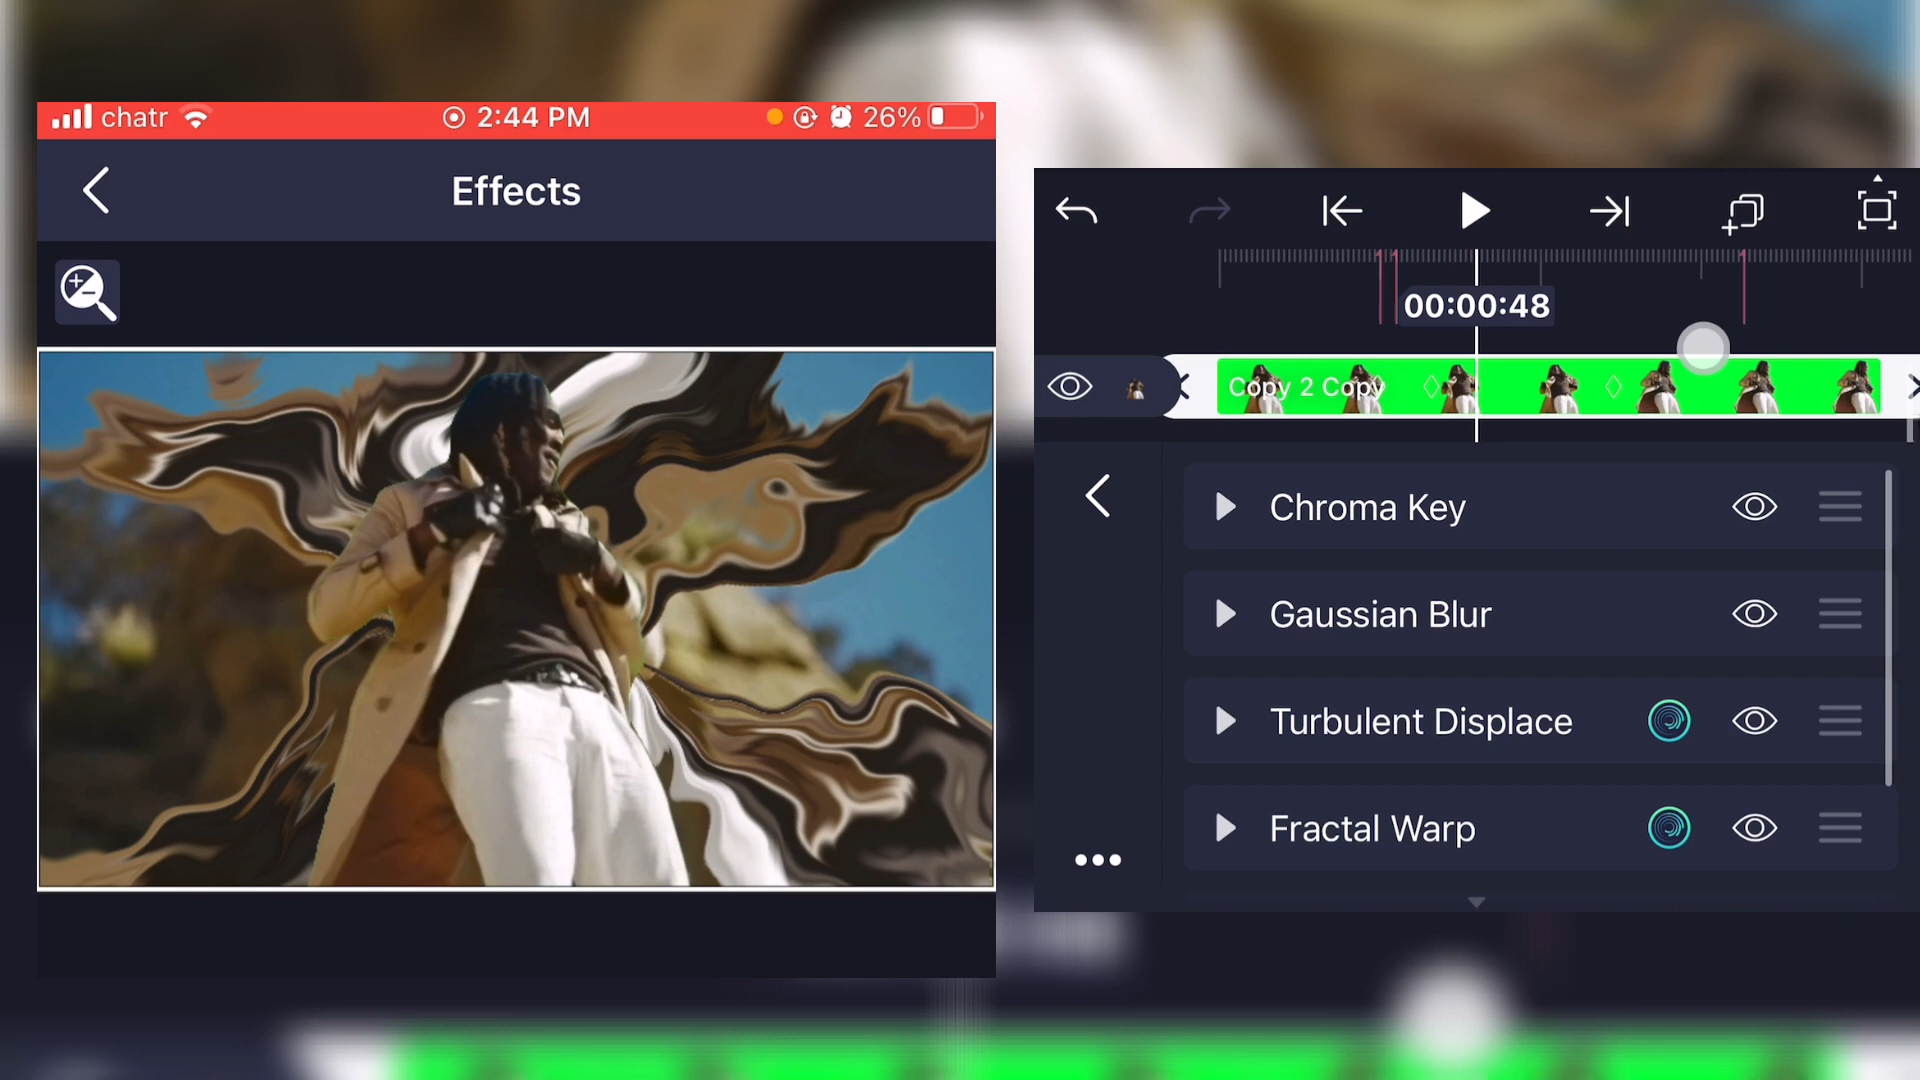 chatr 2:44 PM 26%
Effects
00:00:48
Copy 2 Copy
Chroma Key
Gaussian Blur
Turbulent Displace
Fractal Warp